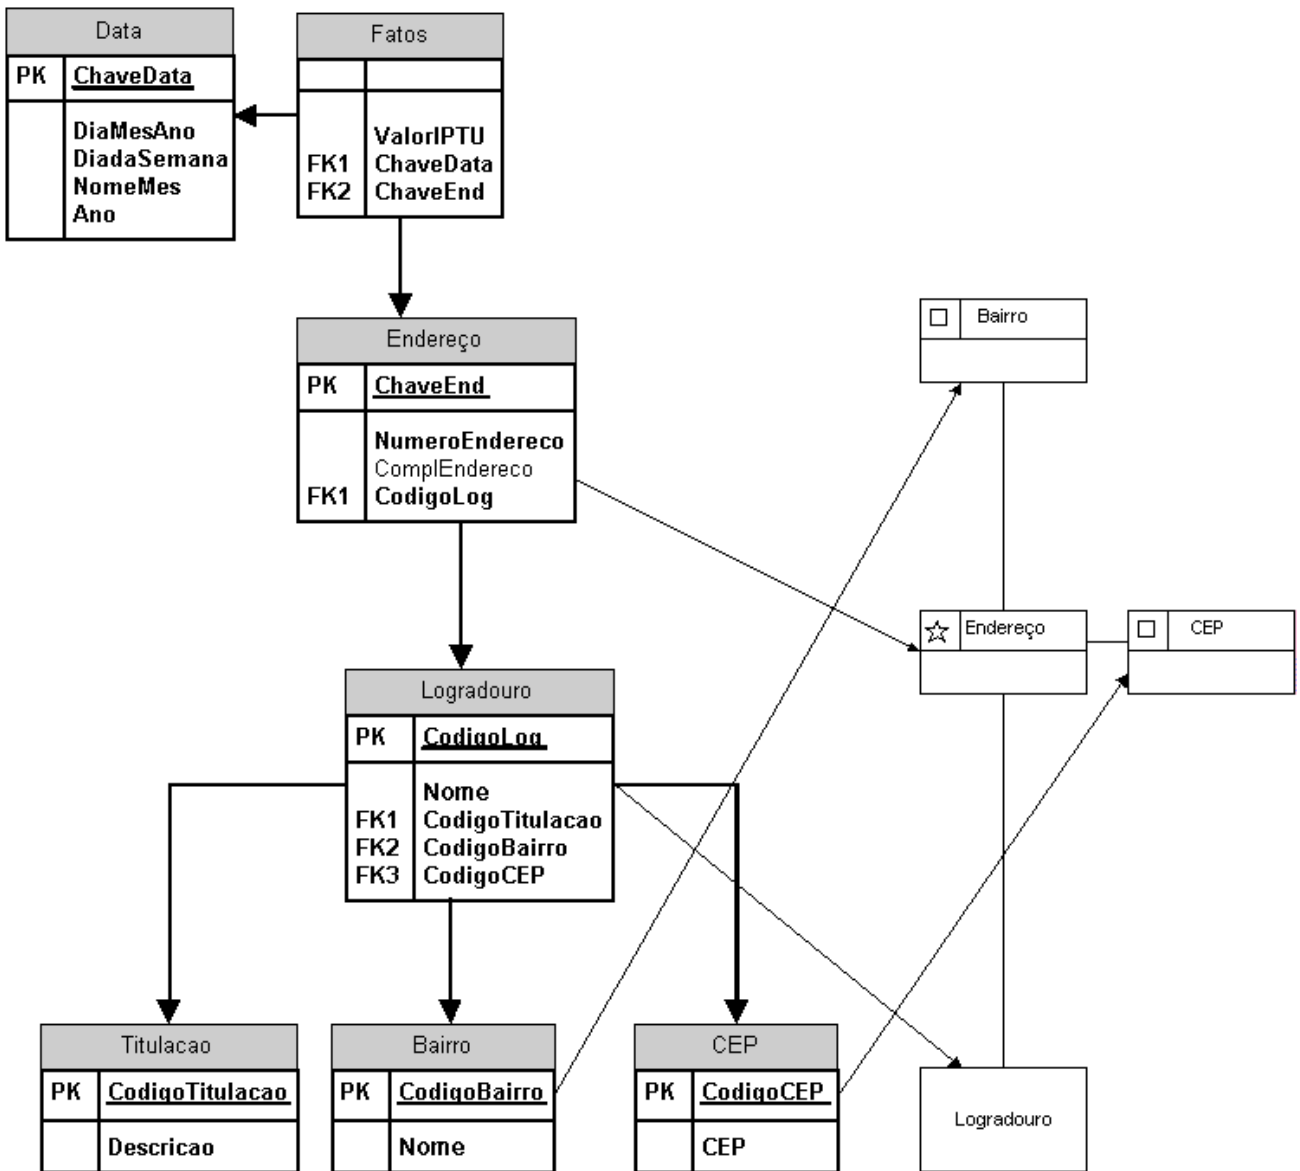 Data
PK ChaveData
DiaMesAno
DiadaSemana
NomeMes
Ano
Fatos
ValorIPTU
FK1 ChaveData
FK2 ChaveEnd
Endereço
PK ChaveEnd
NumeroEndereco
ComplEndereco
FK1 CodigoLog
Bairro
Endereço
CEP
Logradouro
PK CodigoLog
Nome
FK1 CodigoTitulacao
FK2 CodigoBairro
FK3 CodigoCEP
Titulacao
PK CodigoTitulacao
Descricao
Bairro
PK CodigoBairro
Nome
CEP
PK CodigoCEP
CEP
Logradouro